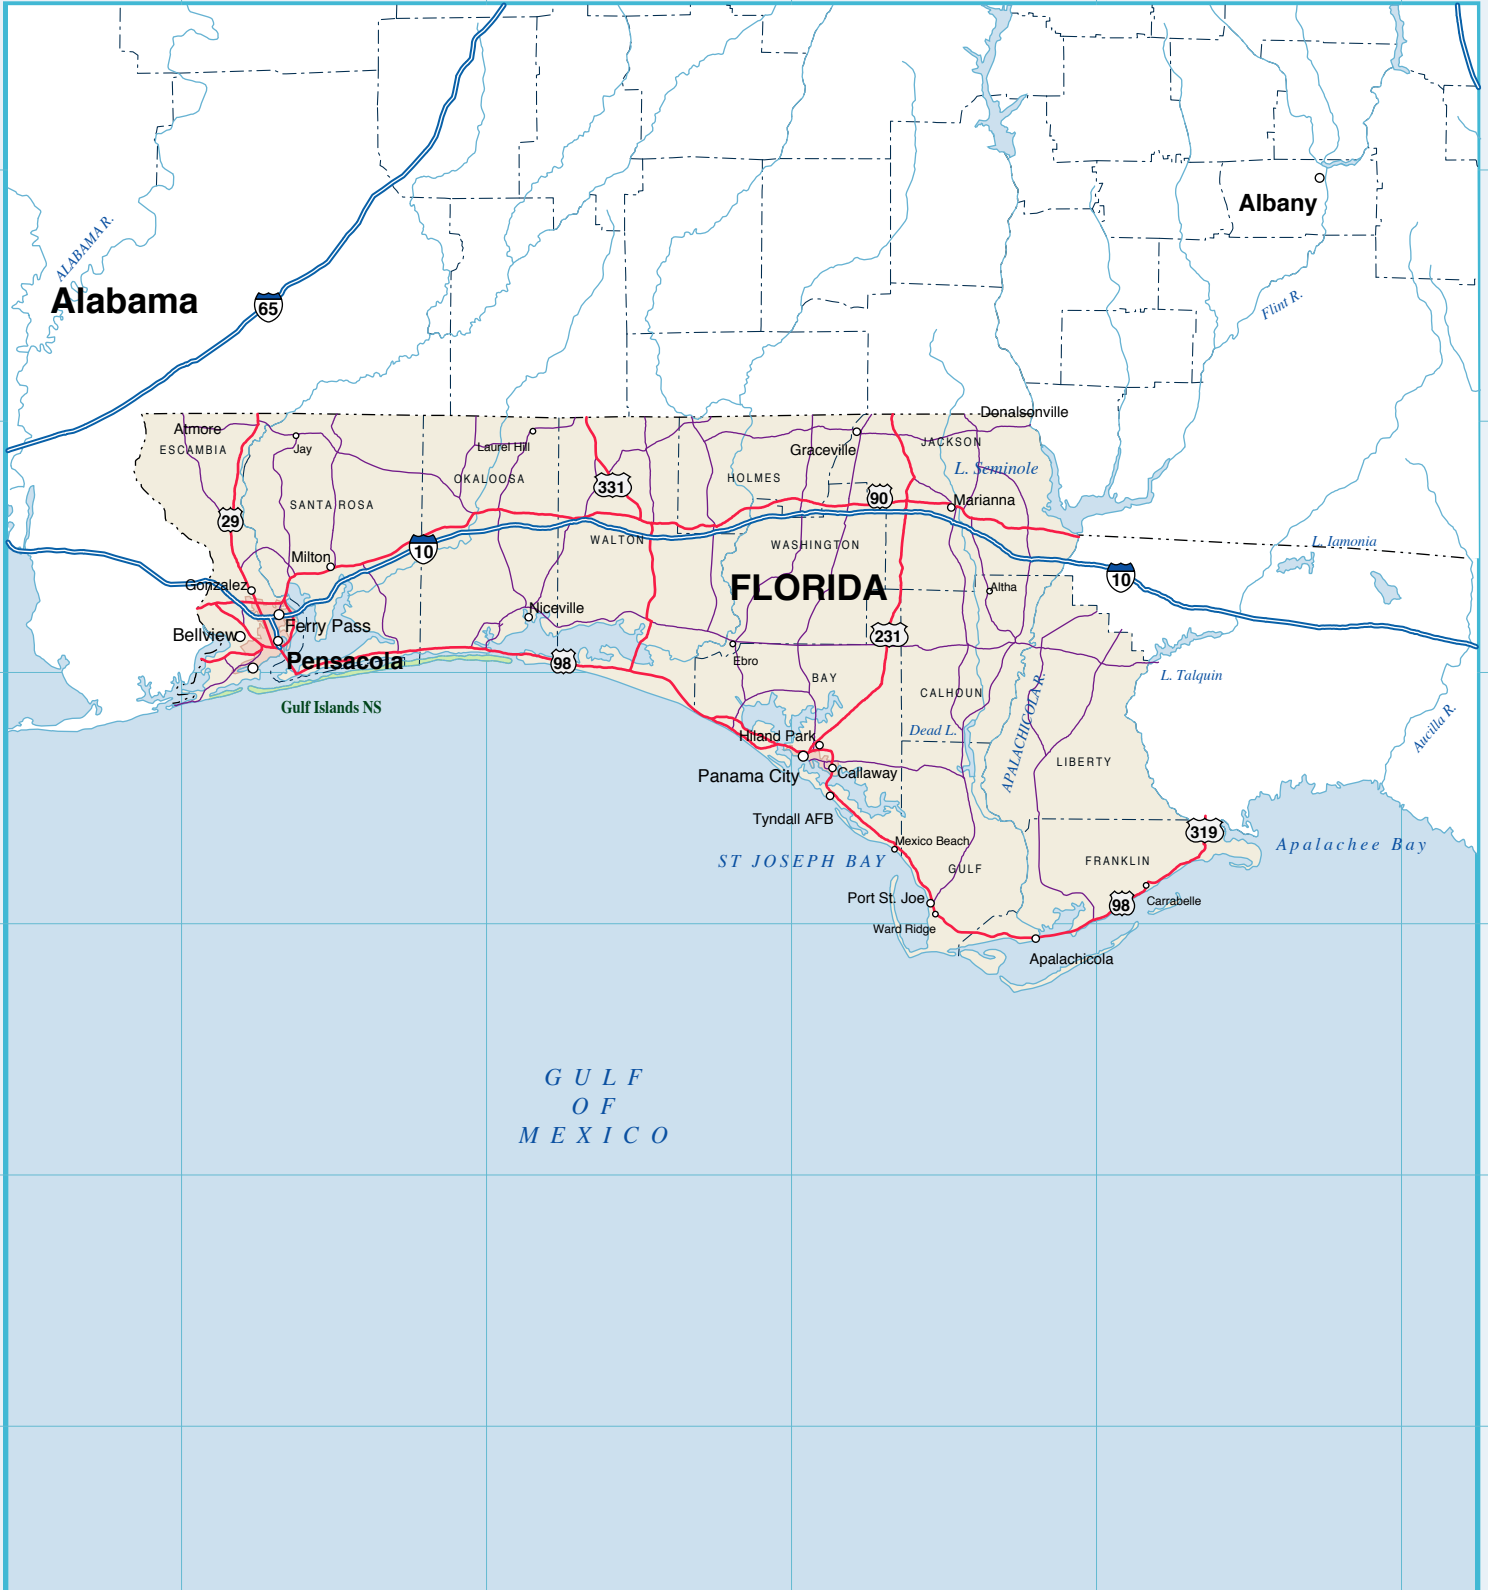 Albany
ALABAMA R.
Alabama
65
Flint R.
Donalsonville
Atmore
ESCAMBIA
Jay
Laurel Hill
Graceville
JACKSON
L. Seminole
OKALOOSA
HOLMES
331
90
Marianna
SANTA ROSA
29
WALTON
WASHINGTON
L. Iamonia
10
Milton
10
Gonzalez
FLORIDA
Altha
Niceville
Ferry Pass
Bellview
231
Pensacola
98
Ebro
L. Talquin
BAY
CALHOUN
APALACHICOLA R.
Gulf Islands NS
Dead L.
Aucilla R.
Hiland Park
LIBERTY
Panama City
Callaway
Tyndall AFB
319
Mexico Beach
Apalachee Bay
ST JOSEPH BAY
GULF
FRANKLIN
Port St. Joe
98
Carrabelle
Ward Ridge
Apalachicola
GULF
OF
MEXICO